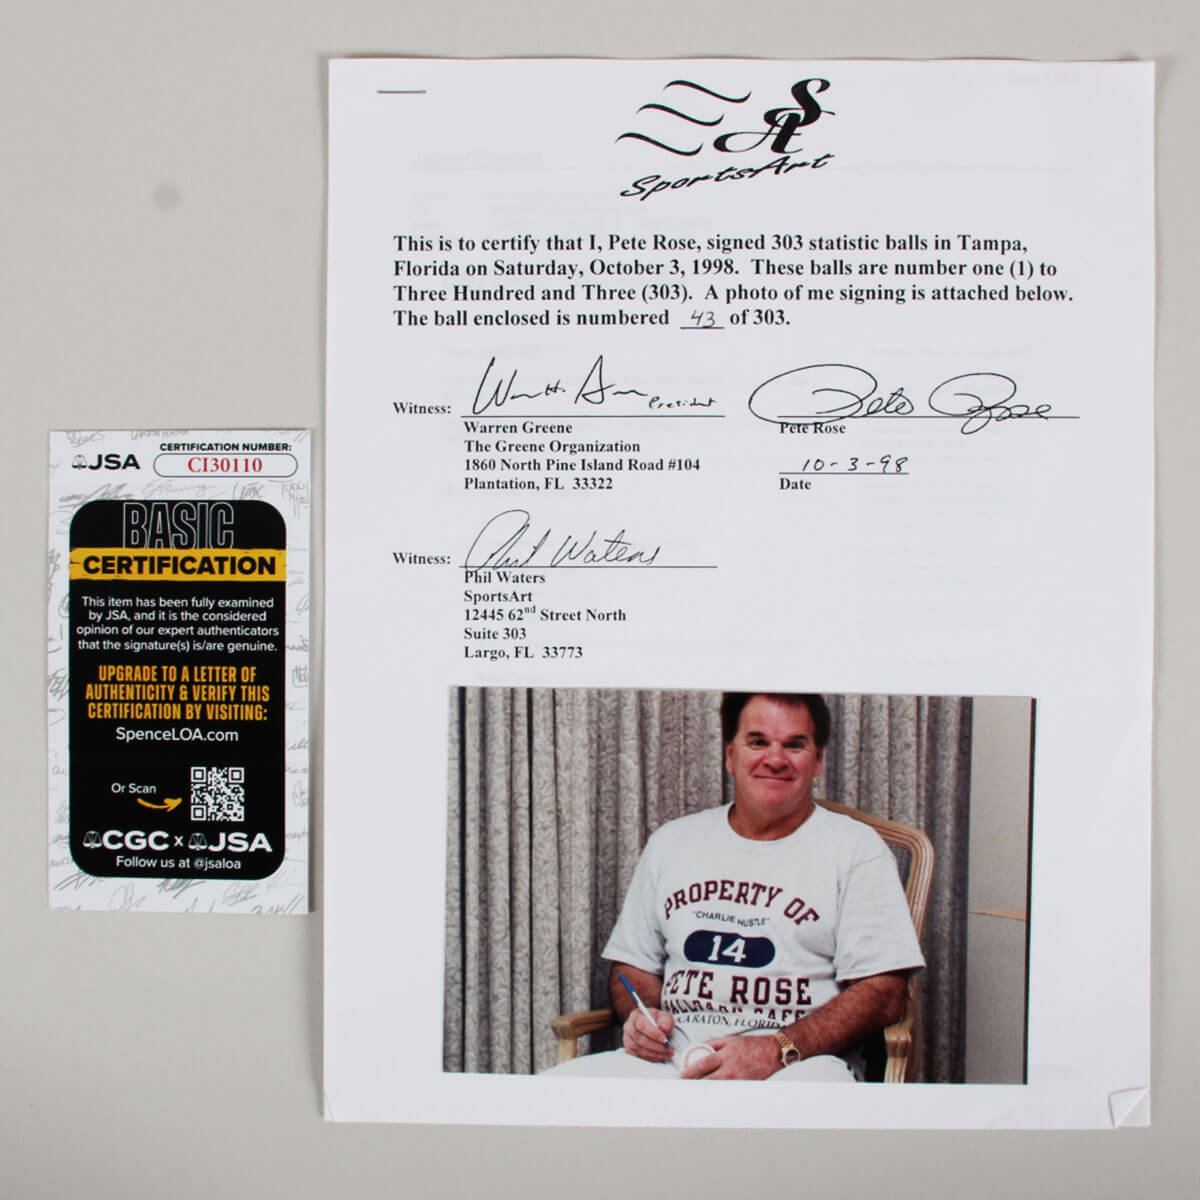 SA
SportsArt
This is to certify that I, Pete Rose, signed 303 statistic balls in Tampa,
Florida on Saturday, October 3, 1998. These balls are number one (1) to
Three Hundred and Three (303). A photo of me signing is attached below.
The ball enclosed is numbered 43 of 303.
Witness:
President
Pete Rose
Warren Greene
Pete Rose
The Greene Organization
1860 North Pine Island Road #104
10-3-98
Plantation, FL 33322
Date
Witness: Phil Waters
Phil Waters
SportsArt
12445 62nd Street North
Suite 303
Largo, FL 33773
JSA
CERTIFICATION NUMBER:
CI30110
BASIC
CERTIFICATION
This item has been fully examined
by JSA, and it is the considered
opinion of our expert authenticators
that the signature(s) is/are genuine.
UPGRADE TO A LETTER OF
AUTHENTICITY & VERIFY THIS
CERTIFICATION BY VISITING:
SpenceLOA.com
Or Scan
CGC x JSA
Follow us at @jsaloa
PROPERTY OF
"CHARLIE HUSTLE"
14
PETE ROSE